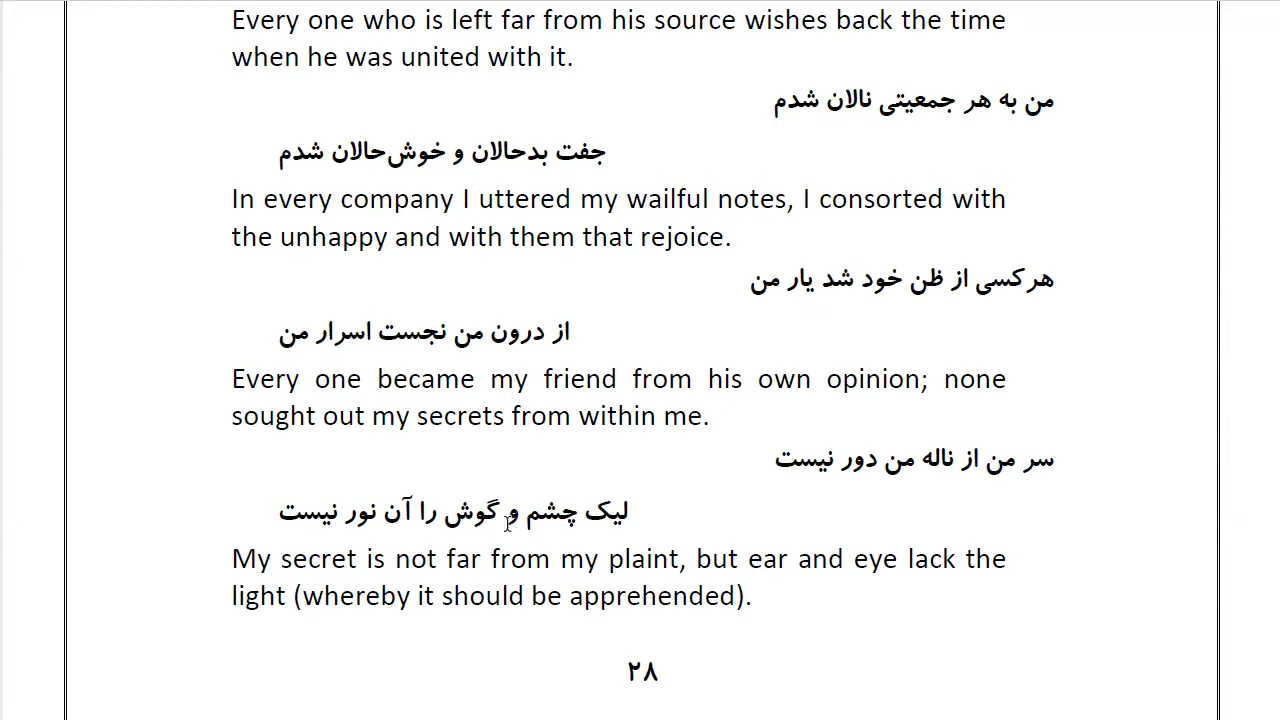 Every one who is left far from his source wishes back the time
when he was united with it.
من به هر جمعیتی نالان شدم
جفت بدحالان و خوش‌حالان شدم
In every company I uttered my wailful notes, I consorted with
the unhappy and with them that rejoice.
هرکسی از ظن خود شد یار من
از درون من نجست اسرار من
Every one became my friend from his own opinion; none
sought out my secrets from within me.
سر من از ناله من دور نیست
لیک چشم و گوش را آن نور نیست
My secret is not far from my plaint, but ear and eye lack the
light (whereby it should be apprehended).
۲۸